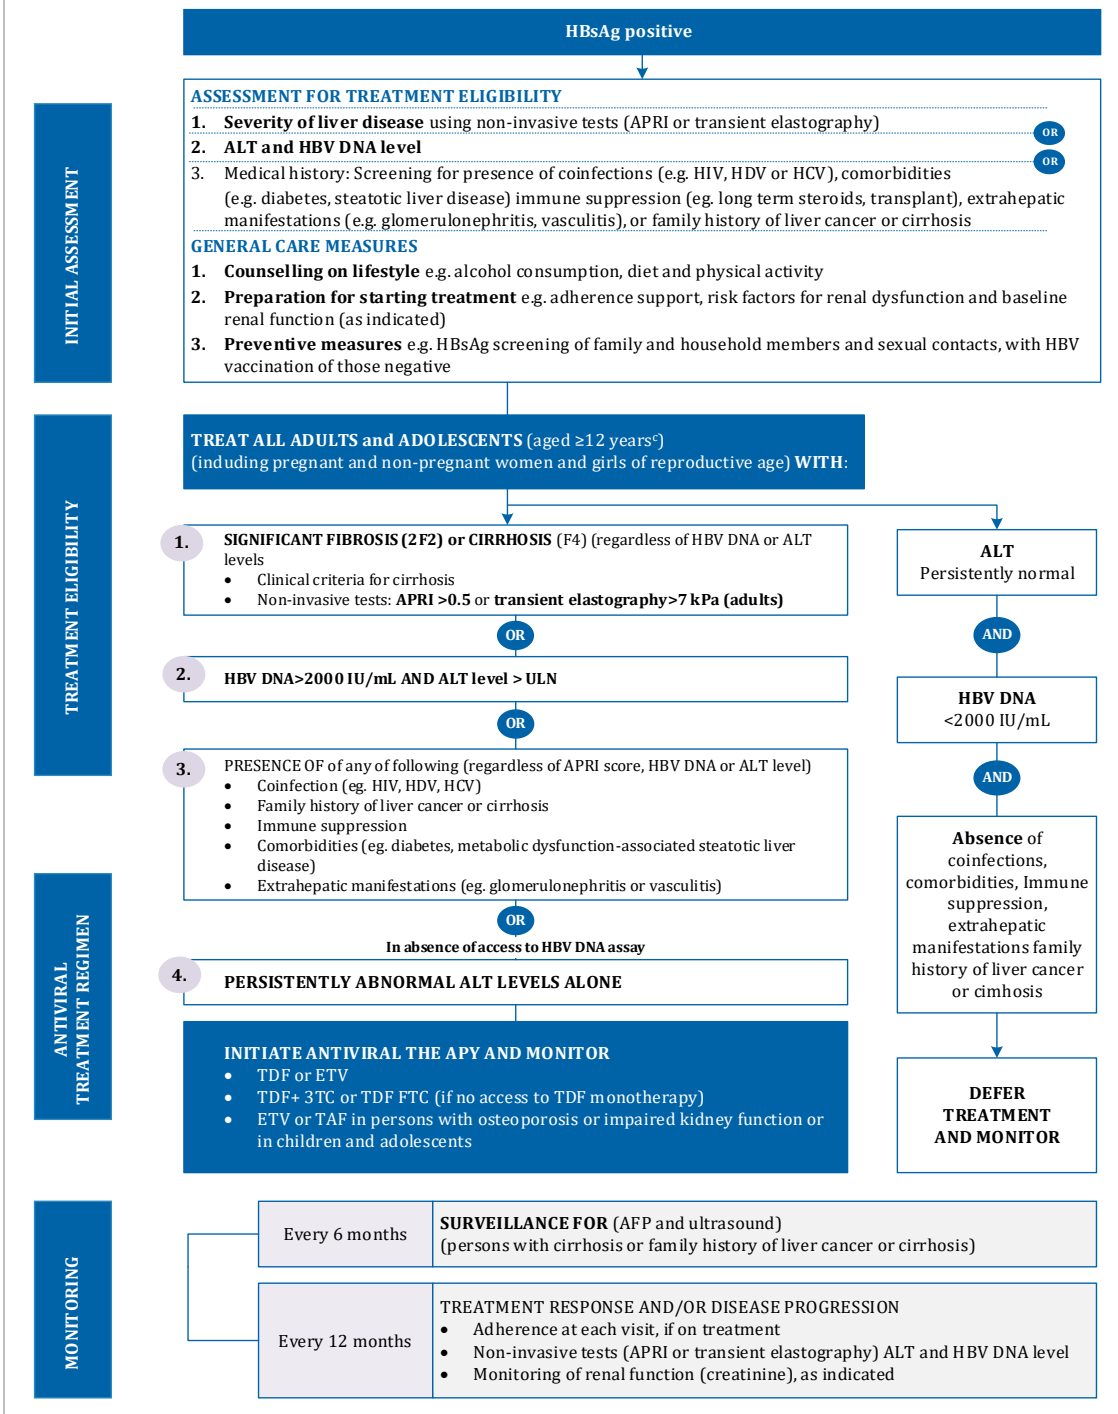 HBsAg positive
INITIAL ASSESSMENT
ASSESSMENT FOR TREATMENT ELIGIBILITY
1. Severity of liver disease using non-invasive tests (APRI or transient elastography)
OR
2. ALT and HBV DNA level
OR
3. Medical history: Screening for presence of coinfections (e.g. HIV, HDV or HCV), comorbidities
(e.g. diabetes, steatotic liver disease) immune suppression (eg. long term steroids, transplant), extrahepatic
manifestations (e.g. glomerulonephritis, vasculitis), or family history of liver cancer or cirrhosis
GENERAL CARE MEASURES
1. Counselling on lifestyle e.g. alcohol consumption, diet and physical activity
2. Preparation for starting treatment e.g. adherence support, risk factors for renal dysfunction and baseline
renal function (as indicated)
3. Preventive measures e.g. HBsAg screening of family and household members and sexual contacts, with HBV
vaccination of those negative
TREATMENT ELIGIBILITY
TREAT ALL ADULTS and ADOLESCENTS (aged ≥12 yearsᶜ)
(including pregnant and non-pregnant women and girls of reproductive age) WITH:
1.
SIGNIFICANT FIBROSIS (2F2) or CIRRHOSIS (F4) (regardless of HBV DNA or ALT
levels
• Clinical criteria for cirrhosis
• Non-invasive tests: APRI >0.5 or transient elastography>7 kPa (adults)
OR
2.
HBV DNA>2000 IU/mL AND ALT level > ULN
OR
3.
PRESENCE OF of any of following (regardless of APRI score, HBV DNA or ALT level)
• Coinfection (eg. HIV, HDV, HCV)
• Family history of liver cancer or cirrhosis
• Immune suppression
• Comorbidities (eg. diabetes, metabolic dysfunction-associated steatotic liver
disease)
• Extrahepatic manifestations (eg. glomerulonephritis or vasculitis)
OR
In absence of access to HBV DNA assay
4.
PERSISTENTLY ABNORMAL ALT LEVELS ALONE
ALT
Persistently normal
AND
HBV DNA
<2000 IU/mL
AND
Absence of
coinfections,
comorbidities, Immune
suppression,
extrahepatic
manifestations family
history of liver cancer
or cimhosis
DEFER
TREATMENT
AND MONITOR
ANTIVIRAL
TREATMENT REGIMEN
INITIATE ANTIVIRAL THE APY AND MONITOR
• TDF or ETV
• TDF+ 3TC or TDF FTC (if no access to TDF monotherapy)
• ETV or TAF in persons with osteoporosis or impaired kidney function or
in children and adolescents
MONITORING
Every 6 months
SURVEILLANCE FOR (AFP and ultrasound)
(persons with cirrhosis or family history of liver cancer or cirrhosis)
Every 12 months
TREATMENT RESPONSE AND/OR DISEASE PROGRESSION
• Adherence at each visit, if on treatment
• Non-invasive tests (APRI or transient elastography) ALT and HBV DNA level
• Monitoring of renal function (creatinine), as indicated